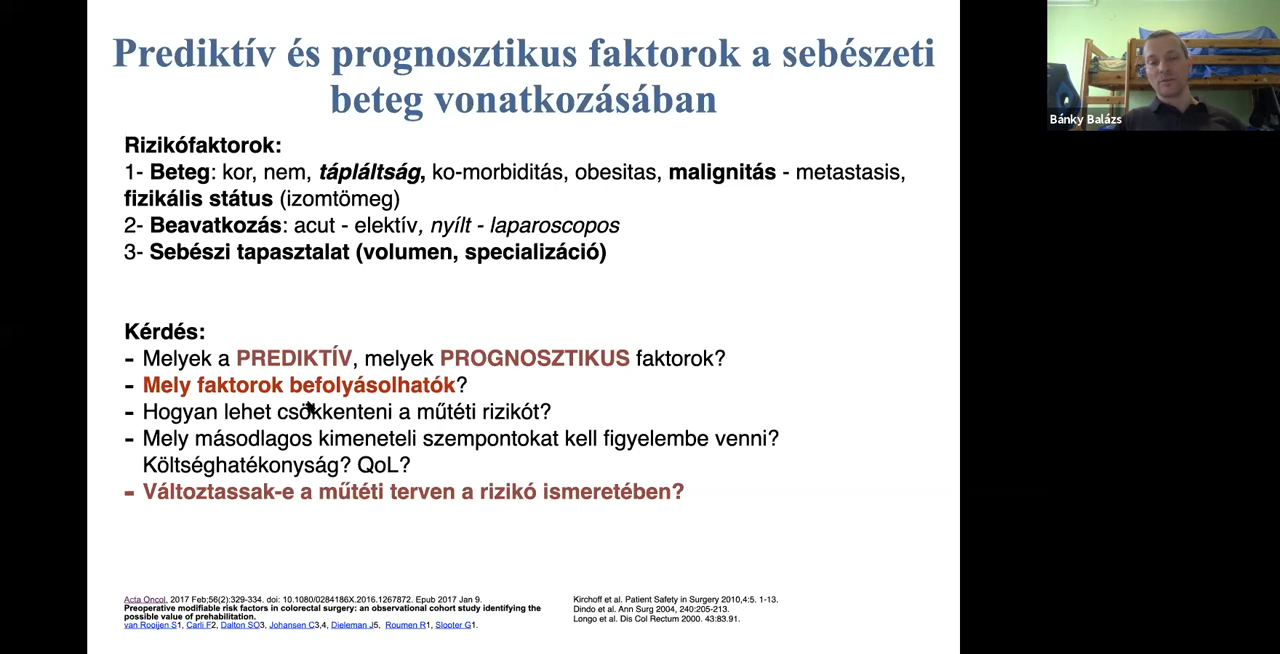 Prediktív és prognosztikus faktorok a sebészeti
beteg vonatkozásában
Rizikófaktorok:
1- Beteg: kor, nem, tápláltság, ko-morbiditás, obesitas, malignitás - metastasis,
fizikális státus (izomtömeg)
2- Beavatkozás: acut - elektív, nyílt - laparoscopos
3- Sebészi tapasztalat (volumen, specializáció)
Kérdés:
- Melyek a PREDIKTÍV, melyek PROGNOSZTIKUS faktorok?
- Mely faktorok befolyásolhatók?
- Hogyan lehet csökkenteni a műtéti rizikót?
- Mely másodlagos kimeneteli szempontokat kell figyelembe venni?
Költséghatékonyság? QoL?
- Változtassak-e a műtéti terven a rizikó ismeretében?
Acta Oncol. 2017 Feb;56(2):329-334. doi: 10.1080/0284186X.2016.1267872. Epub 2017 Jan 9.
Preoperative modifiable risk factors in colorectal surgery: an observational cohort study identifying the
possible value of prehabilitation.
van Rooijen S1, Carli F2, Dalton SO3, Johansen C3,4, Dieleman J5, Roumen R1, Slooter G1.
Kirchoff et al. Patient Safety in Surgery 2010,4:5. 1-13.
Dindo et al. Ann Surg 2004, 240:205-213.
Longo et al. Dis Col Rectum 2000. 43:83.91.
Bánky Balázs